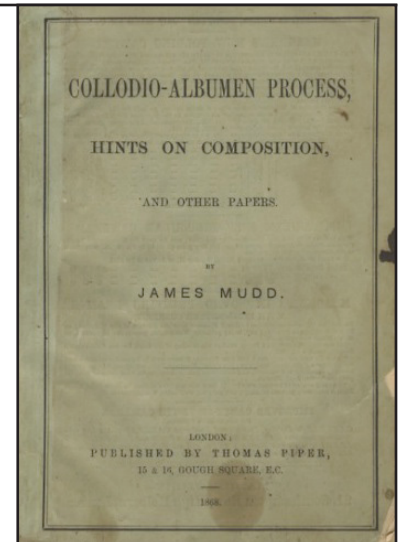 COLLODIO-ALBUMEN PROCESS,
HINTS ON COMPOSITION,
AND OTHER PAPERS.
BY
JAMES MUDD.
LONDON:
PUBLISHED BY THOMAS PIPER,
15 & 16, GOUGH SQUARE, E.C.
1866.